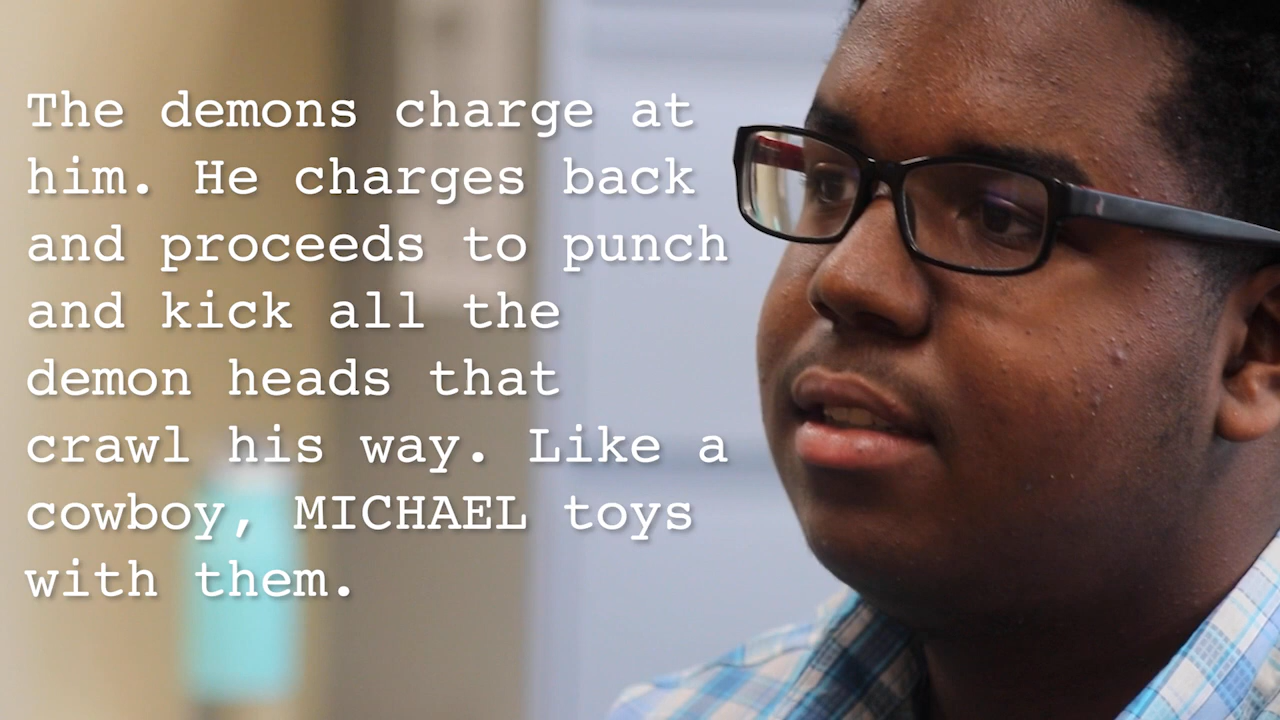 The demons charge at
him. He charges back
and proceeds to punch
and kick all the
demon heads that
crawl his way. Like a
cowboy, MICHAEL toys
with them.